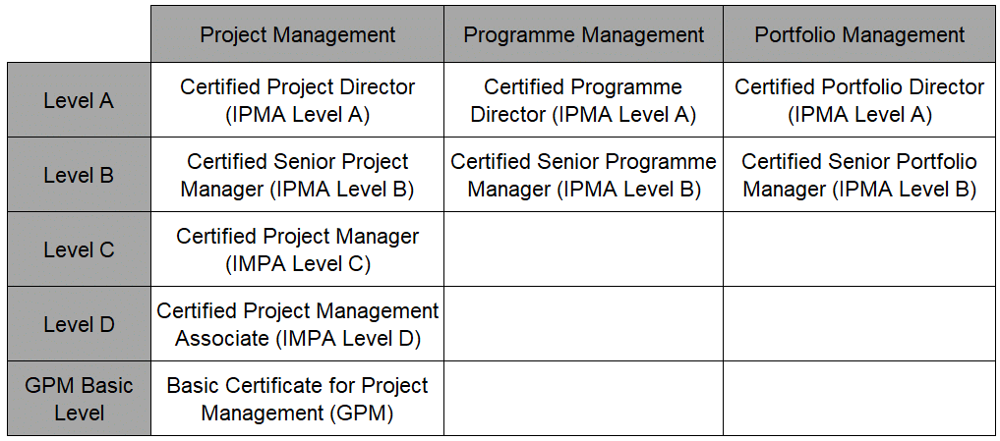 Project Management Programme Management Portfolio Management
Level A
Certified Project Director
(IPMA Level A)
Certified Programme
Director (IPMA Level A)
Certified Portfolio Director
(IPMA Level A)
Level B
Certified Senior Project
Manager (IPMA Level B)
Certified Senior Programme
Manager (IPMA Level B)
Certified Senior Portfolio
Manager (IPMA Level B)
Level C
Certified Project Manager
(IMPA Level C)
Level D
Certified Project Management
Associate (IMPA Level D)
GPM Basic
Level
Basic Certificate for Project
Management (GPM)